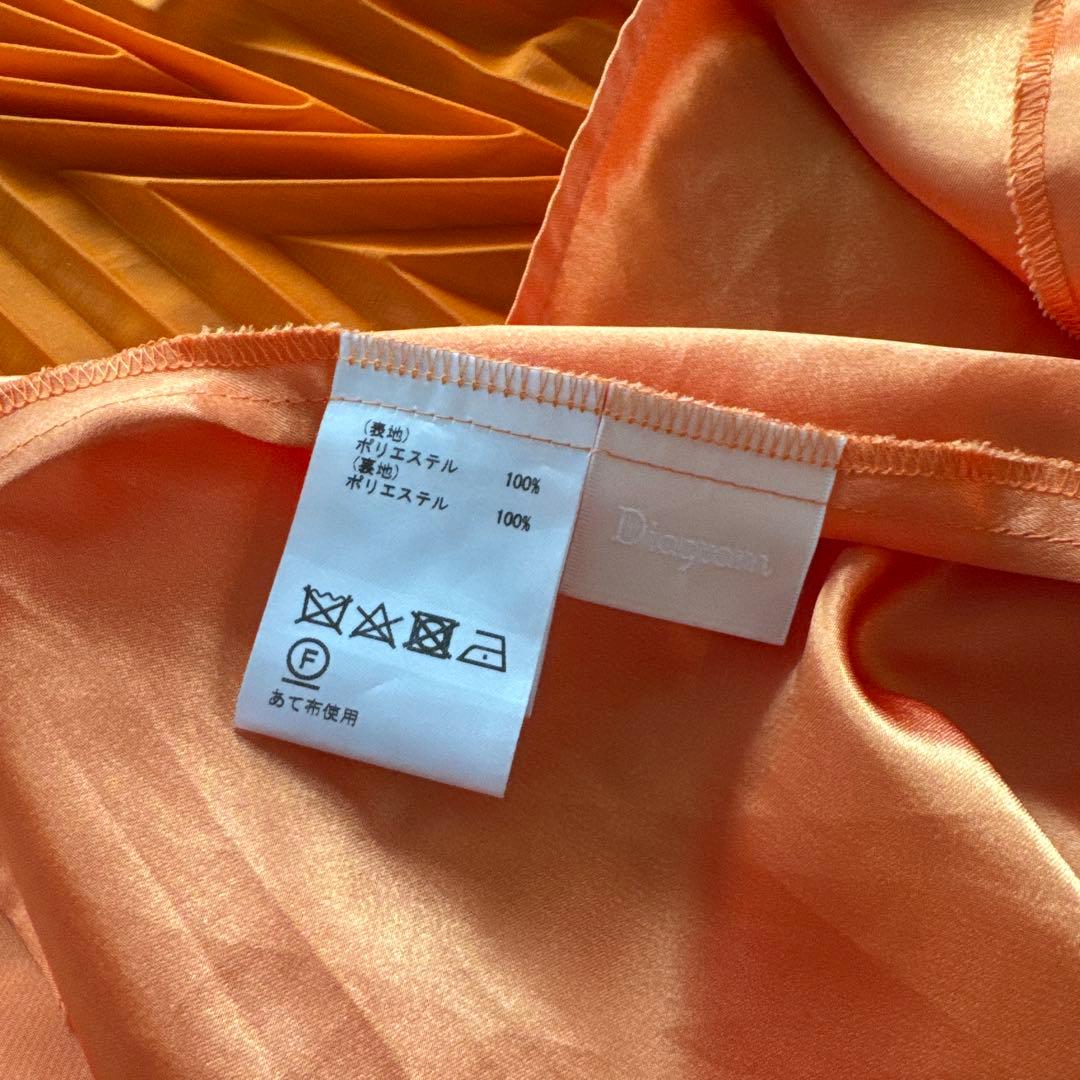 (表地)
ポリエステル 100%
(裏地)
ポリエステル 100%
F
あて布使用
Diagram